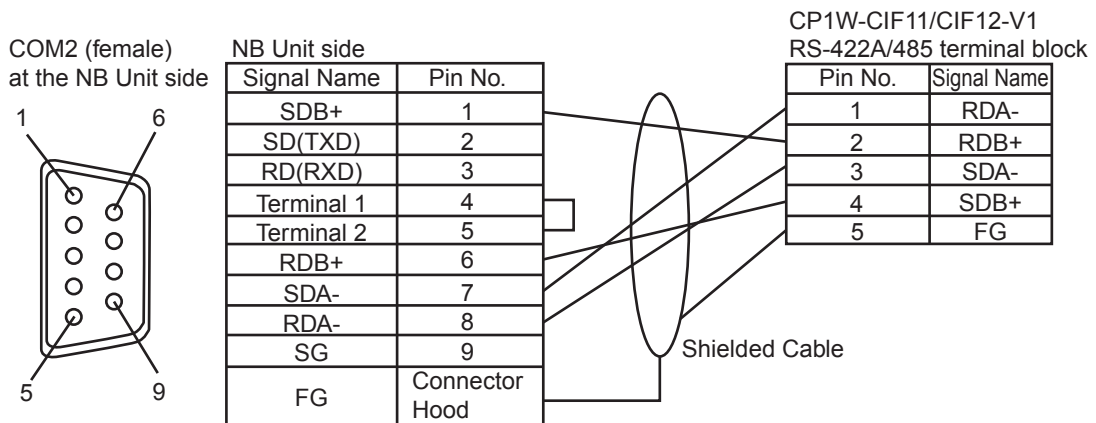 COM2 (female)
at the NB Unit side
1
6
5
9
NB Unit side
Signal Name Pin No.
SDB+ 1
SD(TXD) 2
RD(RXD) 3
Terminal 1 4
Terminal 2 5
RDB+ 6
SDA- 7
RDA- 8
SG 9
FG Connector
Hood
Shielded Cable
CP1W-CIF11/CIF12-V1
RS-422A/485 terminal block
Pin No. Signal Name
1 RDA-
2 RDB+
3 SDA-
4 SDB+
5 FG